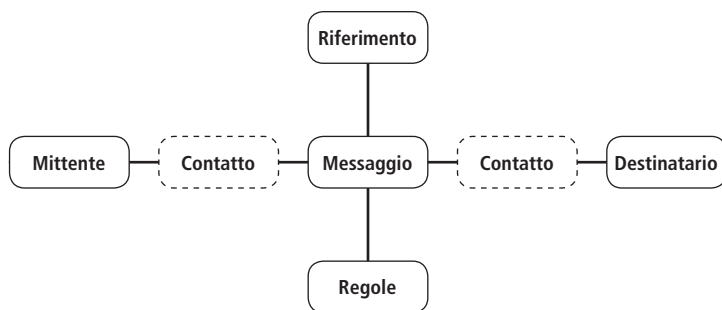 Riferimento
Mittente
Contatto
Messaggio
Contatto
Destinatario
Regole